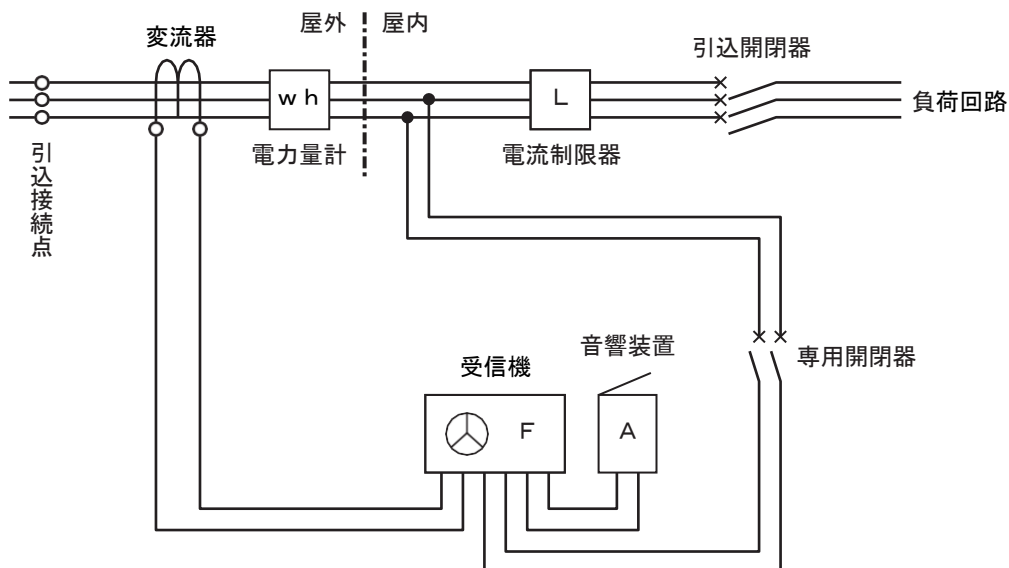 屋外
屋内
変流器
引込開閉器
ｗｈ
Ｌ
負荷回路
電力量計
電流制限器
引込接続点
音響装置
専用開閉器
受信機
Ｆ
Ａ